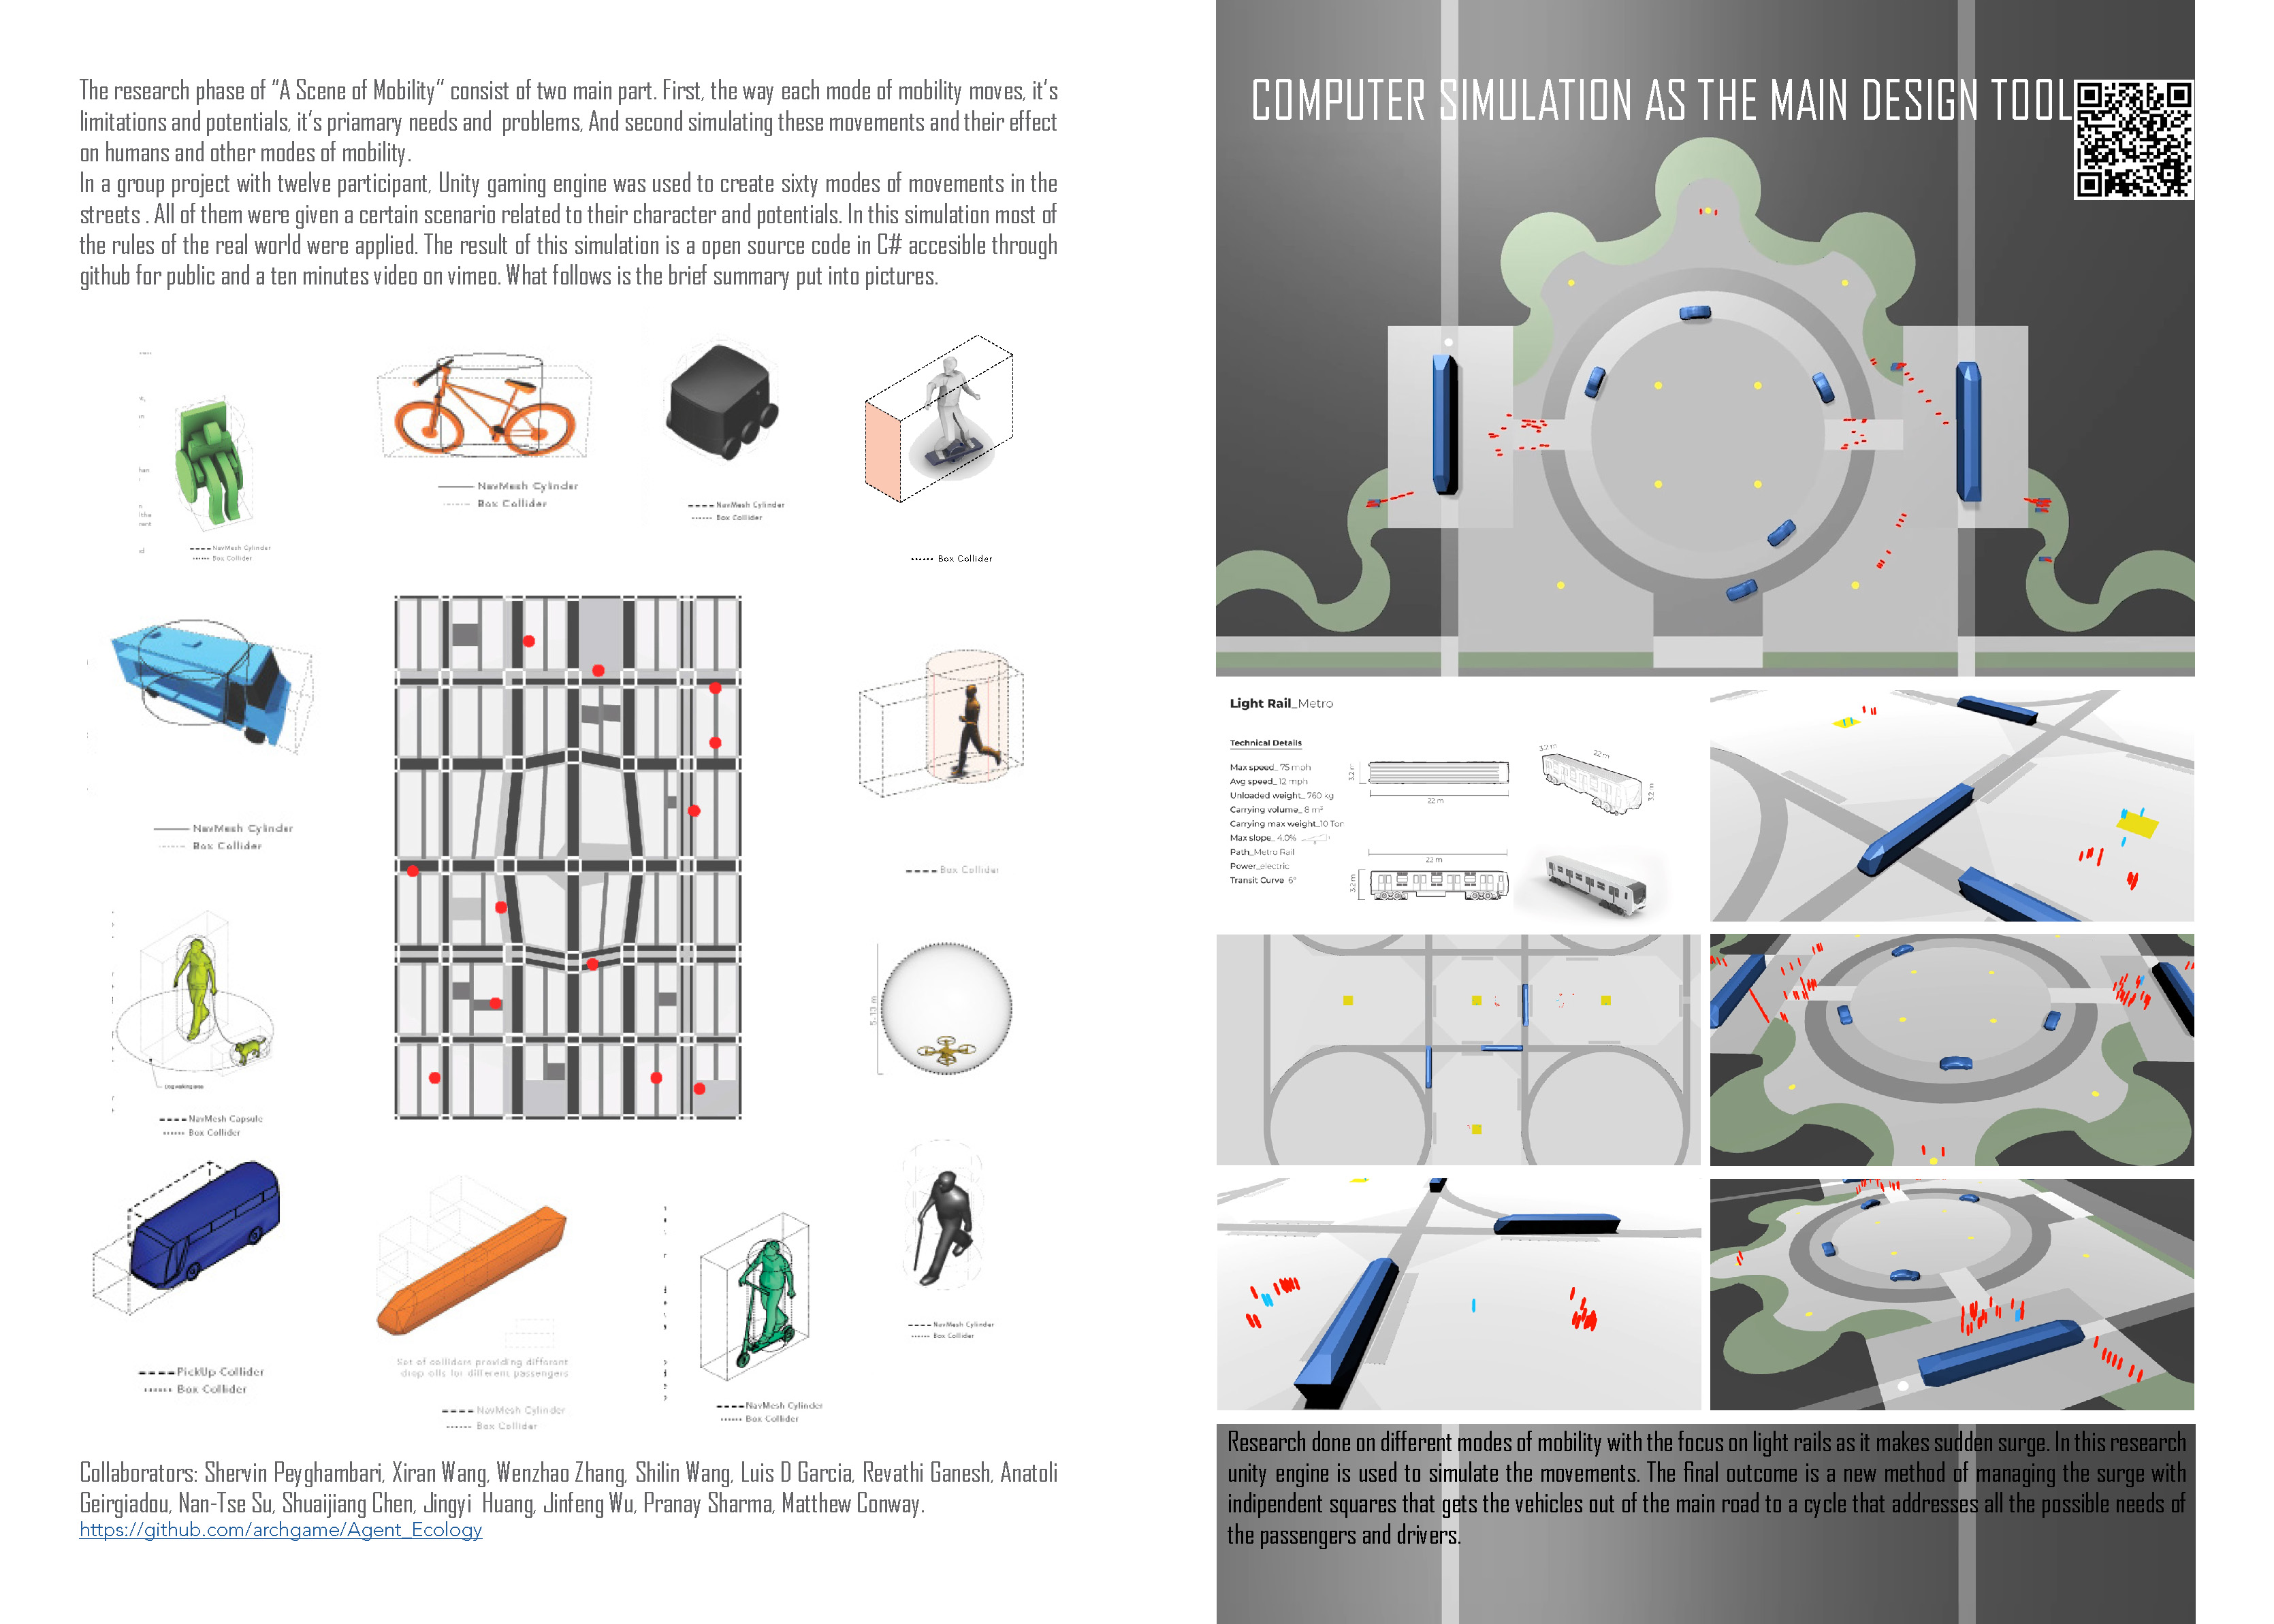 The research phase of “A Scene of Mobility” consist of two main part. First, the way each mode of mobility moves, it’s
limitations and potentials, it’s priamary needs and problems, And second simulating these movements and their effect
on humans and other modes of mobility.
In a group project with twelve participant, Unity gaming engine was used to create sixty modes of movements in the
streets . All of them were given a certain scenario related to their character and potentials. In this simulation most of
the rules of the real world were applied. The result of this simulation is a open source code in C# accesible through
github for public and a ten minutes video on vimeo. What follows is the brief summary put into pictures.
NavMesh Cylinder
Box Collider
NavMesh Cylinder
Box Collider
NavMesh Cylinder
Box Collider
Box Collider
NavMesh Cylinder
Box Collider
Box Collider
5.13 m
Dog walking area
NavMesh Capsule
Box Collider
PickUp Collider
Box Collider
Set of colliders providing different
drop offs for different passengers
NavMesh Cylinder
Box Collider
NavMesh Cylinder
Box Collider
NavMesh Cylinder
Box Collider
Collaborators: Shervin Peyghambari, Xiran Wang, Wenzhao Zhang, Shilin Wang, Luis D Garcia, Revathi Ganesh, Anatoli
Geirgiadou, Nan-Tse Su, Shuaijiang Chen, Jingyi Huang, Jinfeng Wu, Pranay Sharma, Matthew Conway.
https://github.com/archgame/Agent_Ecology
COMPUTER SIMULATION AS THE MAIN DESIGN TOOL
Light Rail_Metro
Technical Details
Max speed_ 75 mph
Avg speed_ 12 mph
Unloaded weight_ 760 kg
Carrying volume_ 8 m²
Carrying max weight_10 Ton
Max slope_ 4.0%
Path_Metro Rail
Power_electric
Transit Curve 6°
3.2 m
22 m
3.2 m
22 m
3.2 m
22 m
3.2 m
Research done on different modes of mobility with the focus on light rails as it makes sudden surge. In this research
unity engine is used to simulate the movements. The final outcome is a new method of managing the surge with
indipendent squares that gets the vehicles out of the main road to a cycle that addresses all the possible needs of
the passengers and drivers.